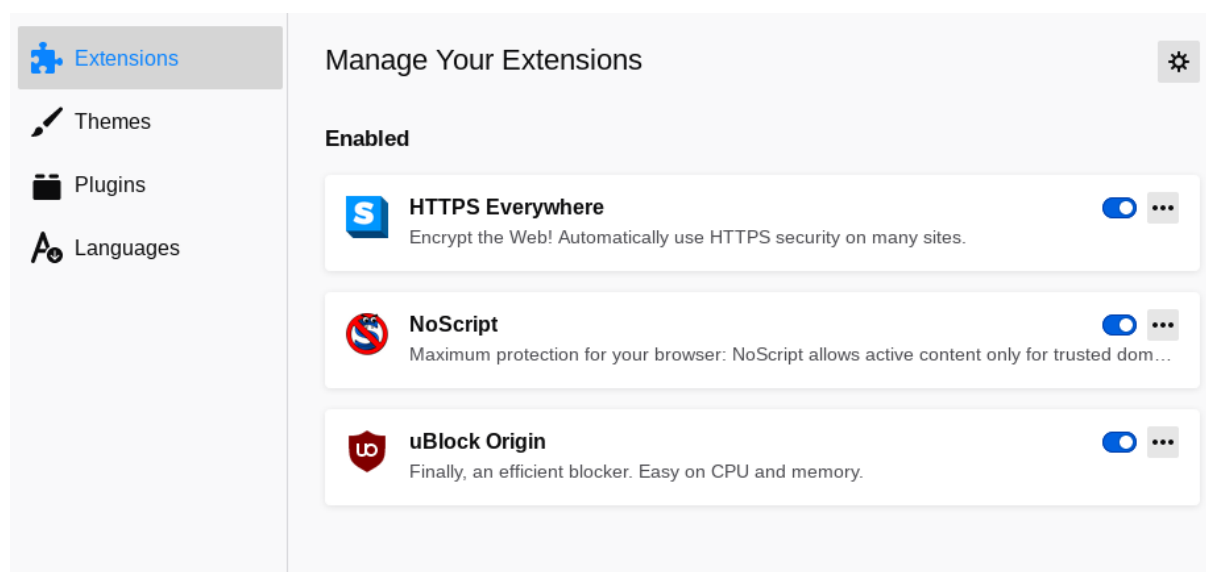 Extensions
Themes
Plugins
Languages
Manage Your Extensions
Enabled
HTTPS Everywhere
Encrypt the Web! Automatically use HTTPS security on many sites.
NoScript
Maximum protection for your browser: NoScript allows active content only for trusted dom…
uBlock Origin
Finally, an efficient blocker. Easy on CPU and memory.